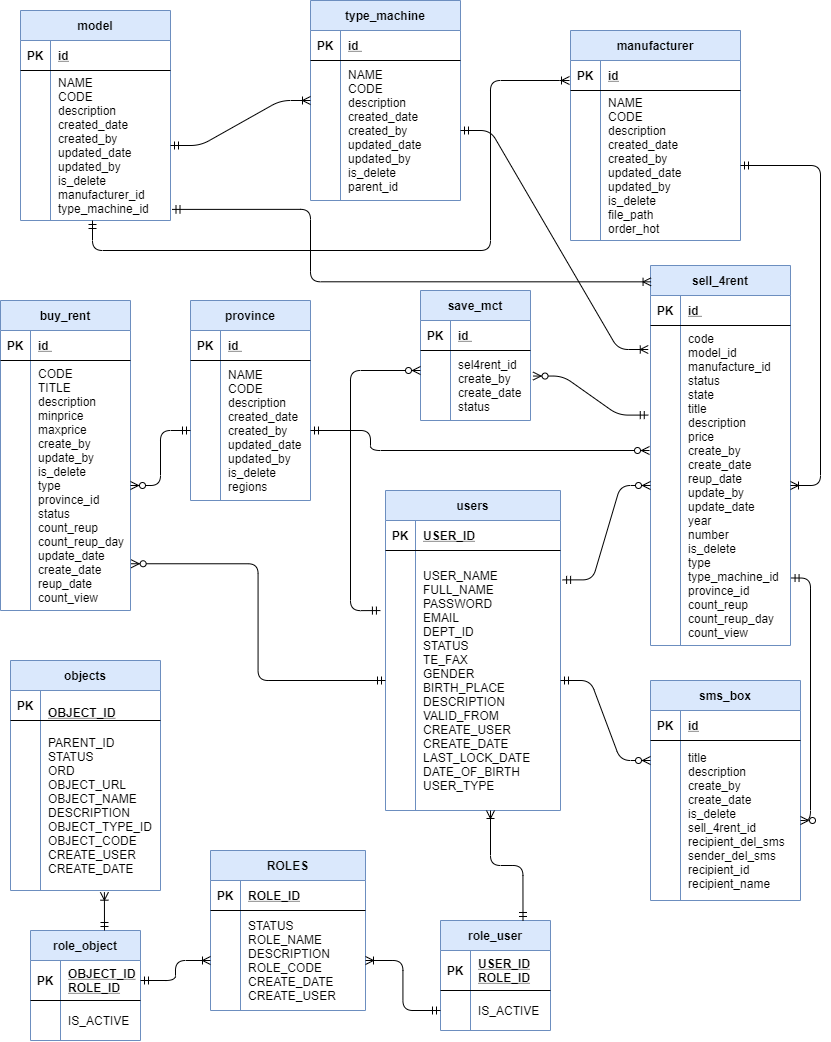 model
PK id
NAME
CODE
description
created_date
created_by
updated_date
updated_by
is_delete
manufacturer_id
type_machine_id
type_machine
PK id
NAME
CODE
description
created_date
created_by
updated_date
updated_by
is_delete
parent_id
manufacturer
PK id
NAME
CODE
description
created_date
created_by
updated_date
updated_by
is_delete
file_path
order_hot
buy_rent
PK id
CODE
TITLE
description
minprice
maxprice
create_by
update_by
is_delete
type
province_id
status
count_reup
count_reup_day
update_date
create_date
reup_date
count_view
province
PK id
NAME
CODE
description
created_date
created_by
updated_date
updated_by
is_delete
regions
save_mct
PK id
sel4rent_id
create_by
create_date
status
sell_4rent
PK id
code
model_id
manufacture_id
status
state
title
description
price
create_by
create_date
reup_date
update_by
update_date
year
number
is_delete
type
type_machine_id
province_id
count_reup
count_reup_day
count_view
users
PK USER_ID
USER_NAME
FULL_NAME
PASSWORD
EMAIL
DEPT_ID
STATUS
TE_FAX
GENDER
BIRTH_PLACE
DESCRIPTION
VALID_FROM
CREATE_USER
CREATE_DATE
LAST_LOCK_DATE
DATE_OF_BIRTH
USER_TYPE
objects
PK OBJECT_ID
PARENT_ID
STATUS
ORD
OBJECT_URL
OBJECT_NAME
DESCRIPTION
OBJECT_TYPE_ID
OBJECT_CODE
CREATE_USER
CREATE_DATE
sms_box
PK id
title
description
create_by
create_date
is_delete
sell_4rent_id
recipient_del_sms
sender_del_sms
recipient_id
recipient_name
ROLES
PK ROLE_ID
STATUS
ROLE_NAME
DESCRIPTION
ROLE_CODE
CREATE_DATE
CREATE_USER
role_object
PK OBJECT_ID
ROLE_ID
IS_ACTIVE
role_user
PK USER_ID
ROLE_ID
IS_ACTIVE